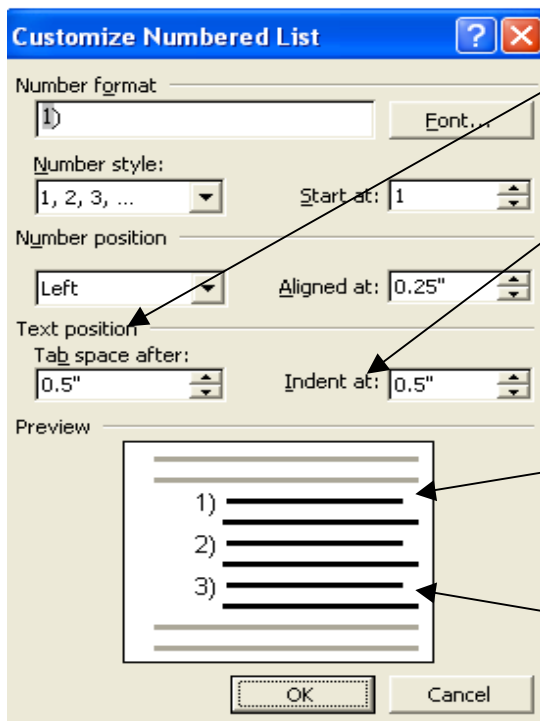 Customize Numbered List
Number format
1)
Font...
Number style:
1, 2, 3, ...
Start at: 1
Number position
Left
Aligned at: 0.25"
Text position
Tab space after:
0.5"
Indent at: 0.5"
Preview
1)
2)
3)
OK
Cancel